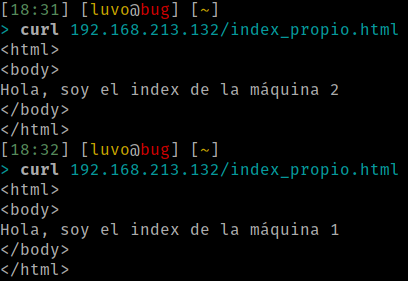 [18:31] [luvo@bug] [~]
> curl 192.168.213.132/index_propio.html
<html>
<body>
Hola, soy el index de la máquina 2
</body>
</html>
[18:32] [luvo@bug] [~]
> curl 192.168.213.132/index_propio.html
<html>
<body>
Hola, soy el index de la máquina 1
</body>
</html>